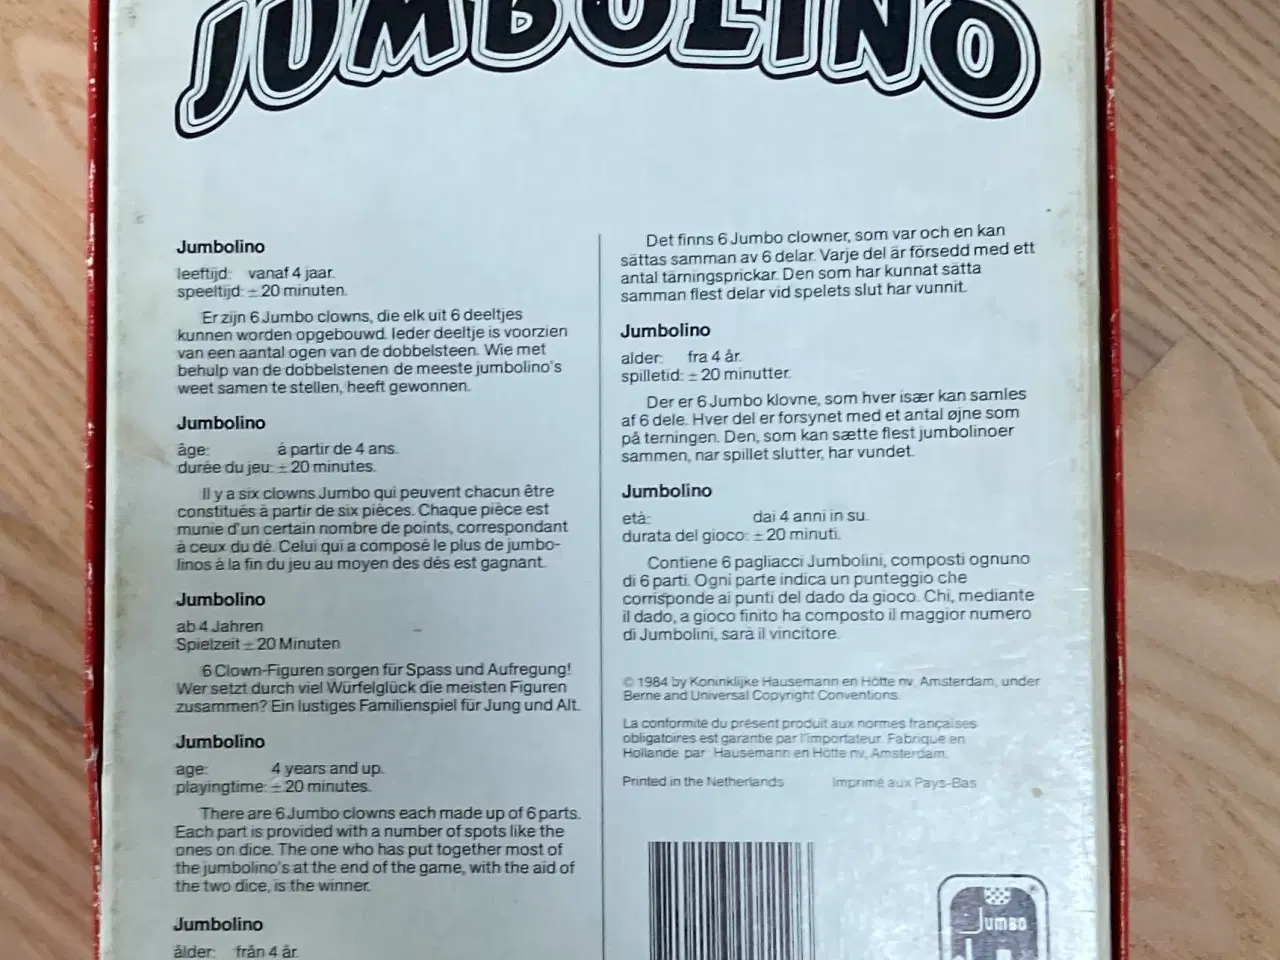 JUMBOLINO
Jumbolino
leeftijd: vanaf 4 jaar.
speeltijd: ± 20 minuten.
Er zijn 6 Jumbo clowns, die elk uit 6 deeltjes
kunnen worden opgebouwd. Ieder deeltje is voorzien
van een aantal ogen van de dobbelsteen. Wie met
behulp van de dobbelstenen de meeste jumbolino's
weet samen te stellen, heeft gewonnen.
Jumbolino
âge: à partir de 4 ans.
durée du jeu: ± 20 minutes.
Il y a six clowns Jumbo qui peuvent chacun être
constitués à partir de six pièces. Chaque pièce est
munie d'un certain nombre de points, correspondant
à ceux du dé. Celui qui a composé le plus de jumbo-
linos à la fin du jeu au moyen des dés est gagnant.
Jumbolino
ab 4 Jahren
Spielzeit ± 20 Minuten
6 Clown-Figuren sorgen für Spass und Aufregung!
Wer setzt durch viel Würfelglück die meisten Figuren
zusammen? Ein lustiges Familienspiel für Jung und Alt.
Jumbolino
age: 4 years and up.
playingtime: ± 20 minutes.
There are 6 Jumbo clowns each made up of 6 parts.
Each part is provided with a number of spots like the
ones on dice. The one who has put together most of
the jumbolino's at the end of the game, with the aid of
the two dice, is the winner.
Jumbolino
ålder: från 4 år.
Det finns 6 Jumbo clowner, som var och en kan
sättas samman av 6 delar. Varje del är försedd med ett
antal tärningsprickar. Den som har kunnat sätta
samman flest delar vid spelets slut har vunnit.
Jumbolino
alder: fra 4 år.
spilletid: ± 20 minutter.
Der er 6 Jumbo klovne, som hver især kan samles
af 6 dele. Hver del er forsynet med et antal øjne som
på terningen. Den, som kan sætte flest jumbolinoer
sammen, nar spillet slutter, har vundet.
Jumbolino
età: dai 4 anni in su.
durata del gioco: ± 20 minuti.
Contiene 6 pagliacci Jumbolini, composti ognuno
di 6 parti. Ogni parte indica un punteggio che
corrisponde ai punti del dado da gioco. Chi, mediante
il dado, a gioco finito ha composto il maggior numero
di Jumbolini, sarà il vincitore.
© 1984 by Koninklijke Hausemann en Hötte nv, Amsterdam, under
Berne and Universal Copyright Conventions.
La conformité du présent produit aux normes françaises
obligatoires est garantie par l'importateur. Fabriqué en
Hollande par Hausemann en Hötte nv, Amsterdam.
Printed in the Netherlands Imprimé aux Pays-Bas
Jumbo